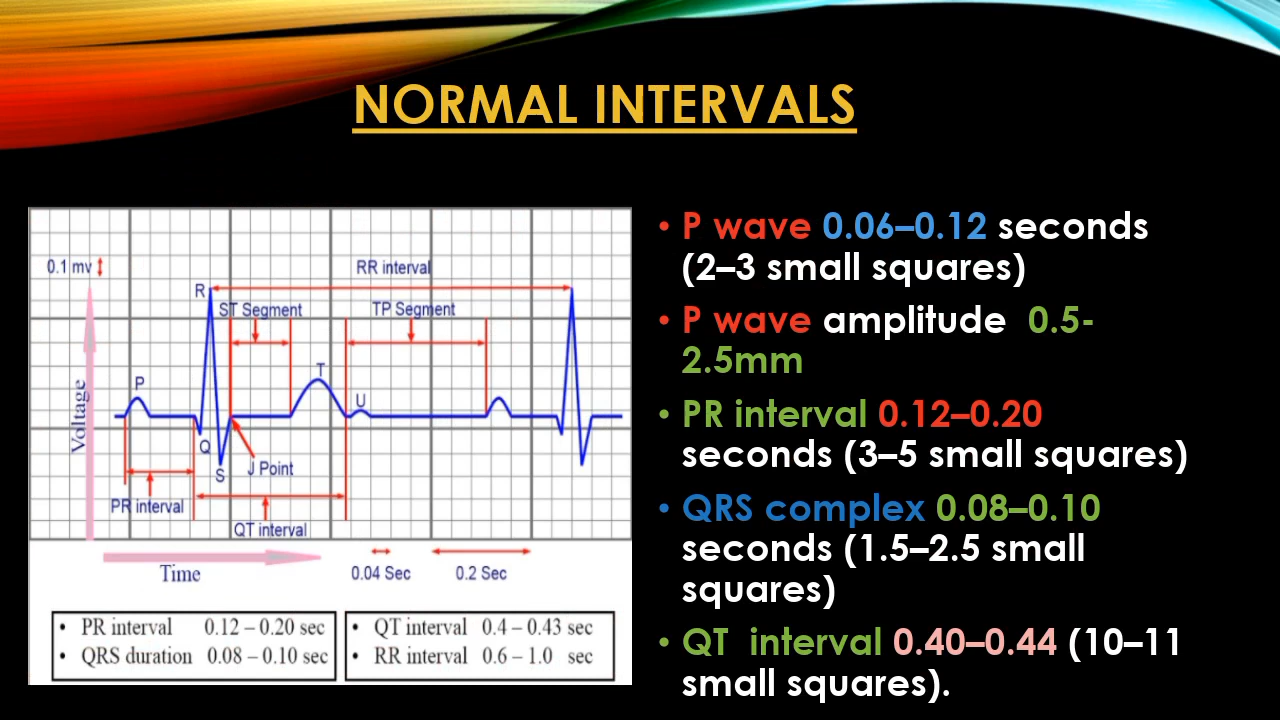 NORMAL INTERVALS
0.1 mv
RR interval
R
ST Segment
TP Segment
P
T
U
Voltage
Q
S
J Point
PR interval
QT interval
Time
0.04 Sec
0.2 Sec
• PR interval 0.12 – 0.20 sec
• QRS duration 0.08 – 0.10 sec
• QT interval 0.4 – 0.43 sec
• RR interval 0.6 – 1.0 sec
• P wave 0.06–0.12 seconds
(2–3 small squares)
• P wave amplitude 0.5-
2.5mm
• PR interval 0.12–0.20
seconds (3–5 small squares)
• QRS complex 0.08–0.10
seconds (1.5–2.5 small
squares)
• QT interval 0.40–0.44 (10–11
small squares).